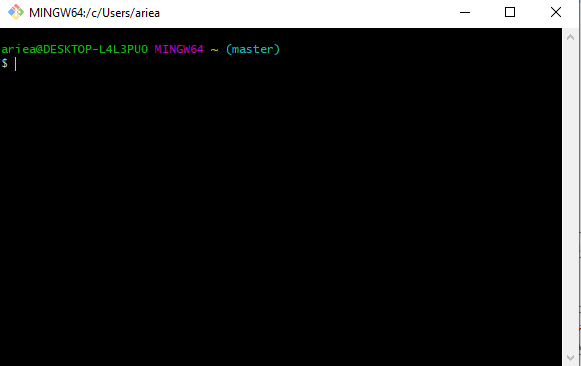 MINGW64:/c/Users/ariea
ariea@DESKTOP-L4L3PUO MINGW64 ~ (master)
$